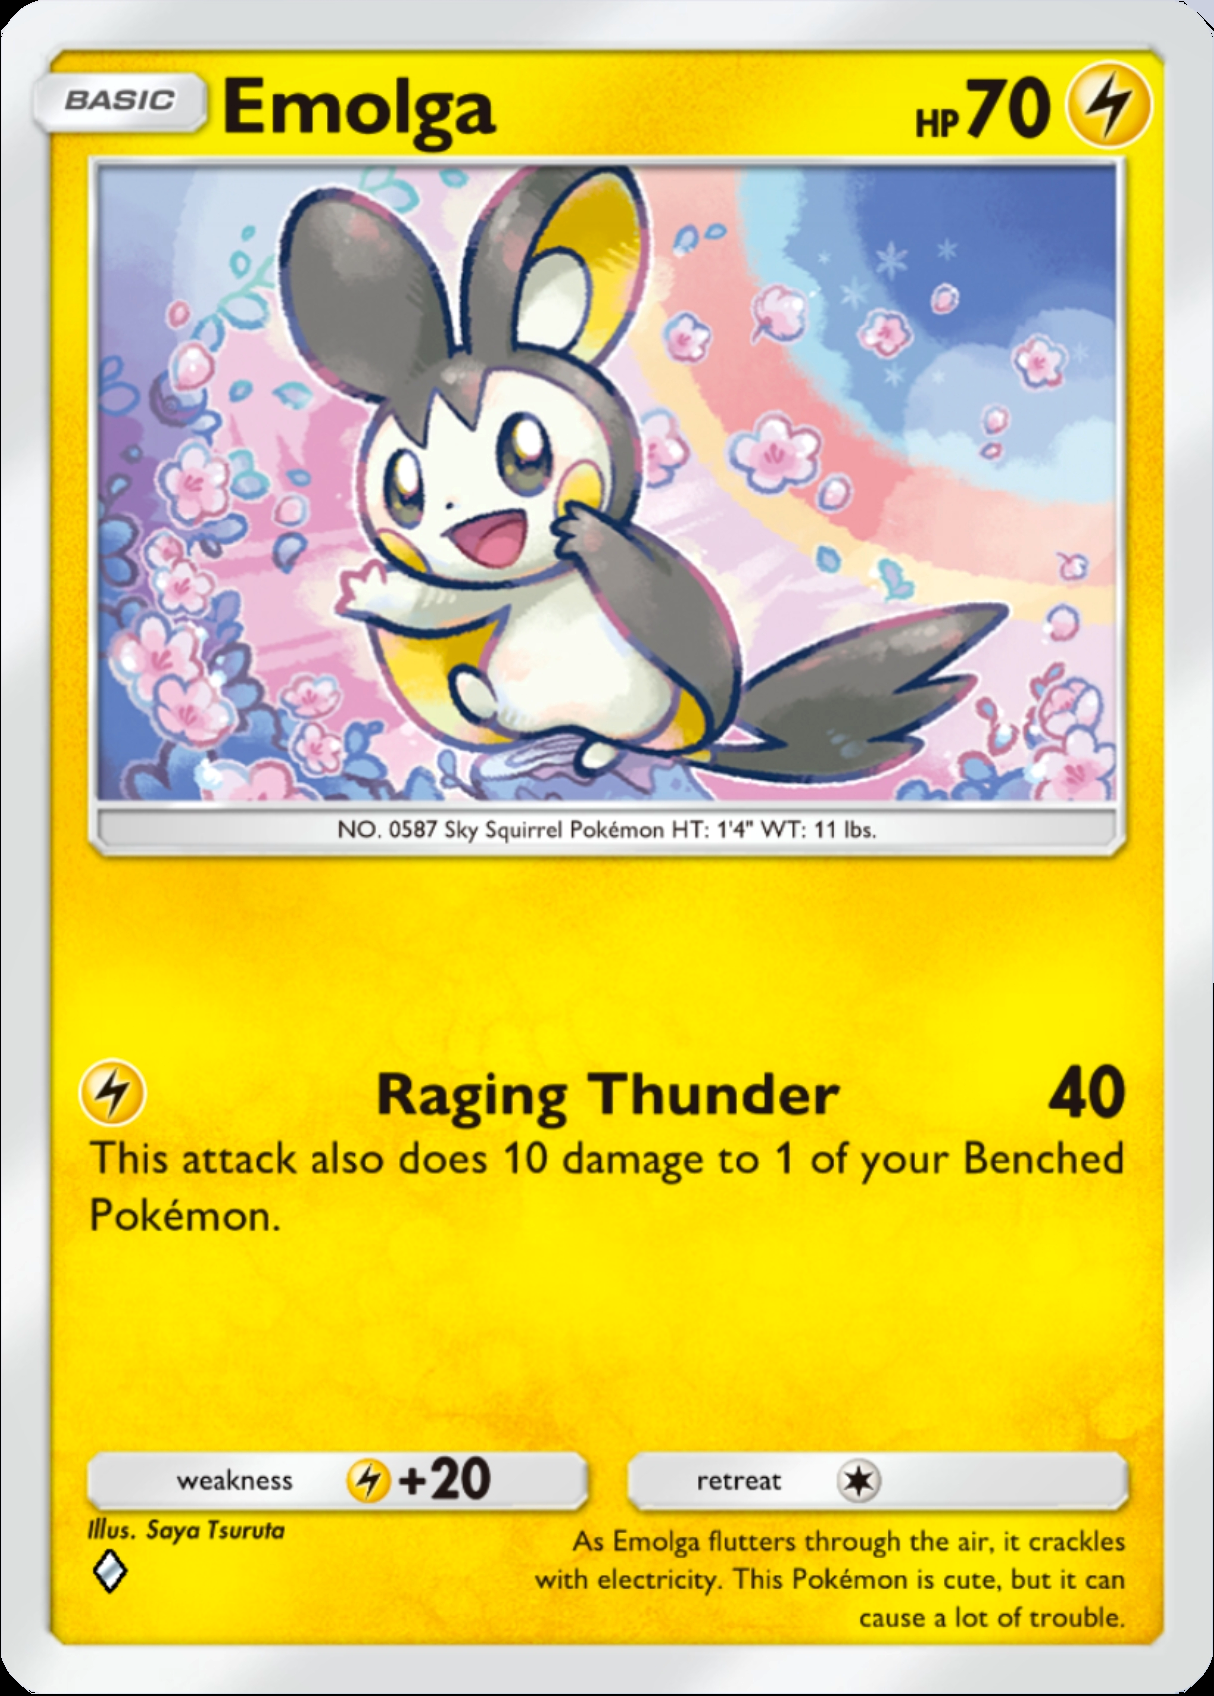 BASIC Emolga HP 70
NO. 0587 Sky Squirrel Pokémon HT: 1'4" WT: 11 lbs.
Raging Thunder 40
This attack also does 10 damage to 1 of your Benched
Pokémon.
weakness +20 retreat
Illus. Saya Tsuruta
As Emolga flutters through the air, it crackles
with electricity. This Pokémon is cute, but it can
cause a lot of trouble.